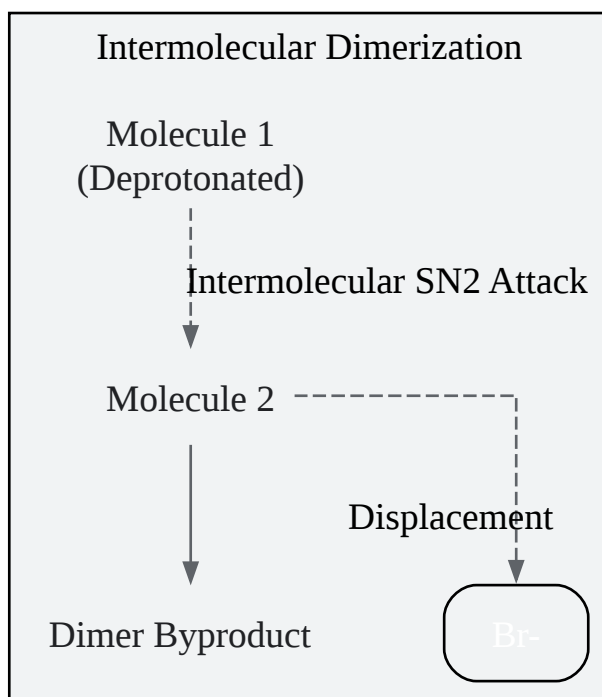 Intermolecular Dimerization
Molecule 1
(Deprotonated)
Intermolecular SN2 Attack
Molecule 2
Displacement
Dimer Byproduct
Br-